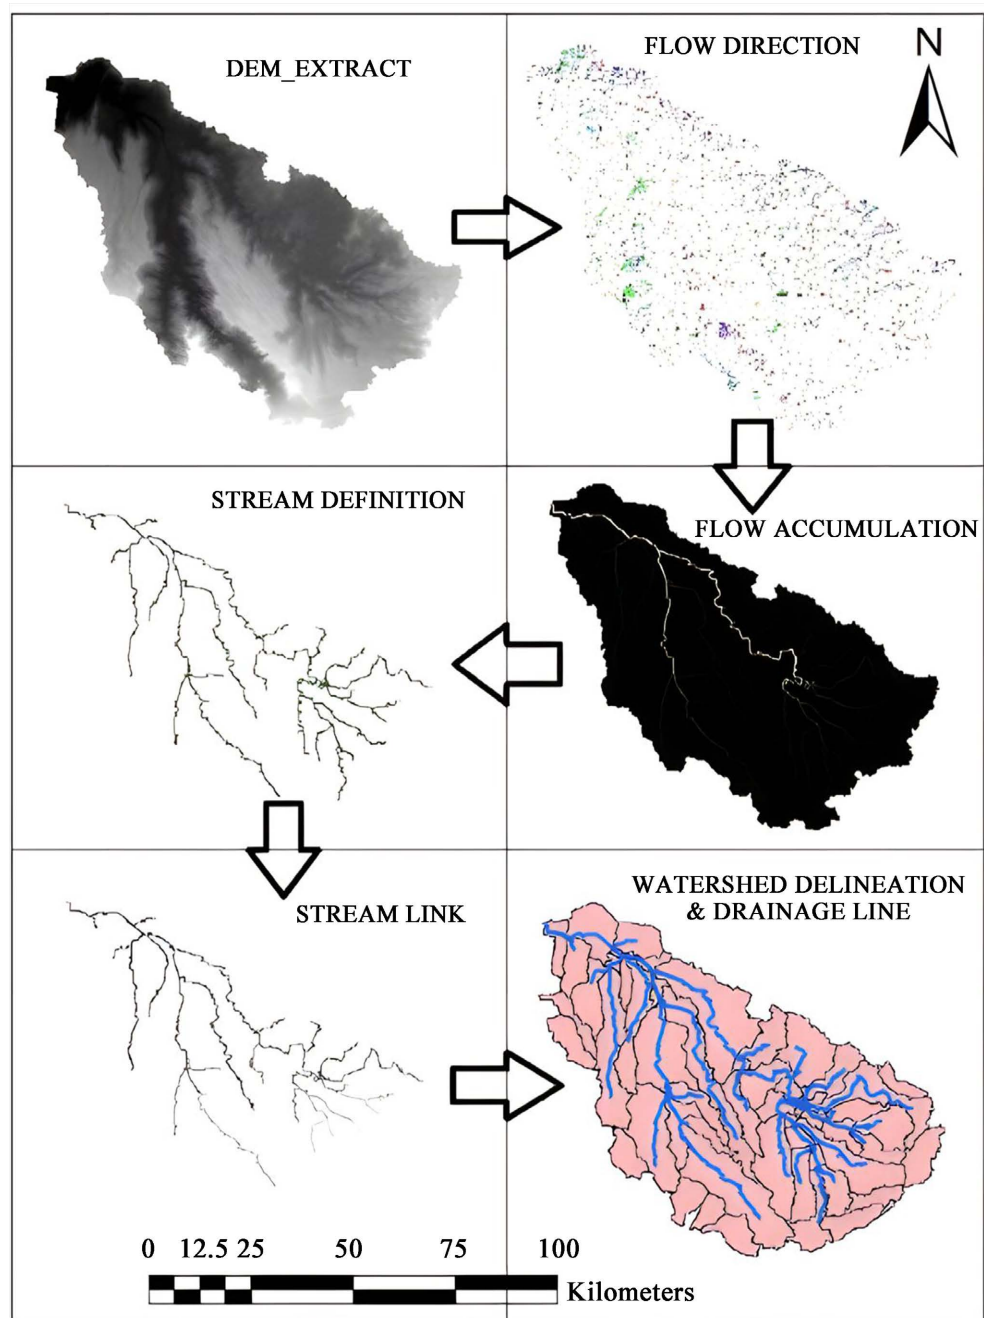 DEM_EXTRACT
FLOW DIRECTION
N
STREAM DEFINITION
FLOW ACCUMULATION
STREAM LINK
WATERSHED DELINEATION
& DRAINAGE LINE
0 12.5 25 50 75 100
Kilometers